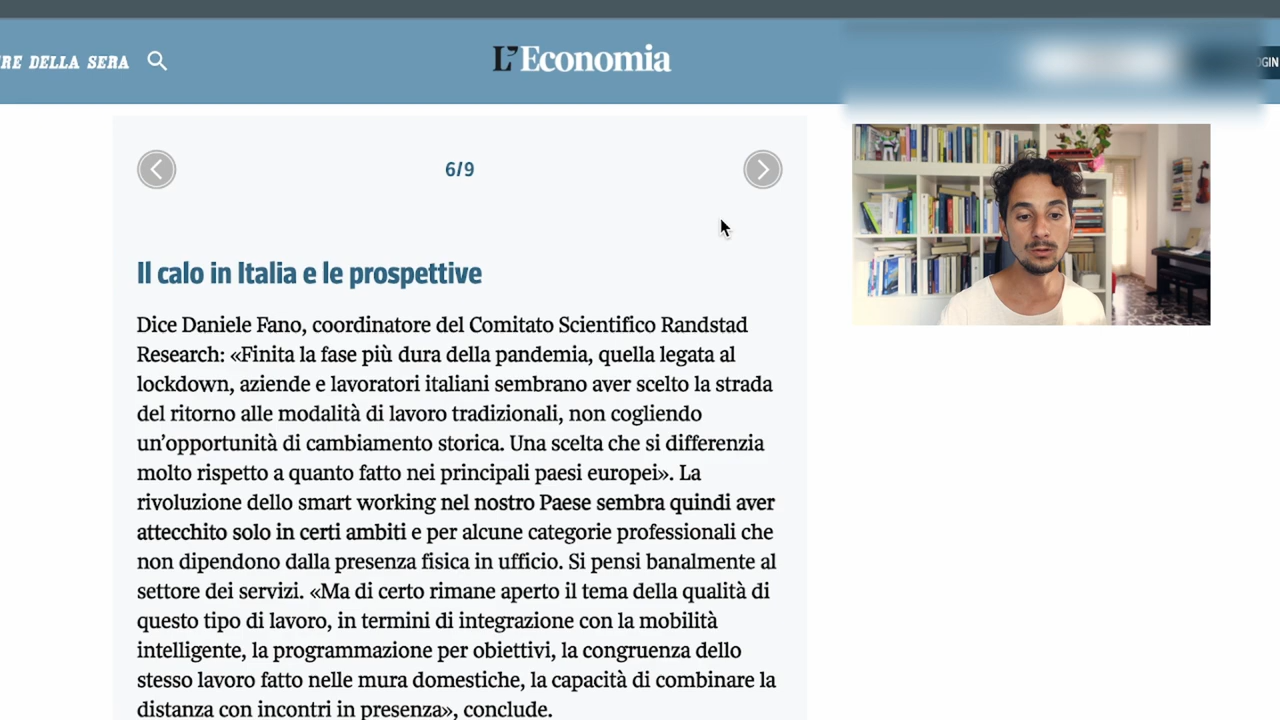 RE DELLA SERA
L'Economia
OGIN
6/9
Il calo in Italia e le prospettive
Dice Daniele Fano, coordinatore del Comitato Scientifico Randstad
Research: «Finita la fase più dura della pandemia, quella legata al
lockdown, aziende e lavoratori italiani sembrano aver scelto la strada
del ritorno alle modalità di lavoro tradizionali, non cogliendo
un’opportunità di cambiamento storica. Una scelta che si differenzia
molto rispetto a quanto fatto nei principali paesi europei». La
rivoluzione dello smart working nel nostro Paese sembra quindi aver
attecchito solo in certi ambiti e per alcune categorie professionali che
non dipendono dalla presenza fisica in ufficio. Si pensi banalmente al
settore dei servizi. «Ma di certo rimane aperto il tema della qualità di
questo tipo di lavoro, in termini di integrazione con la mobilità
intelligente, la programmazione per obiettivi, la congruenza dello
stesso lavoro fatto nelle mura domestiche, la capacità di combinare la
distanza con incontri in presenza», conclude.